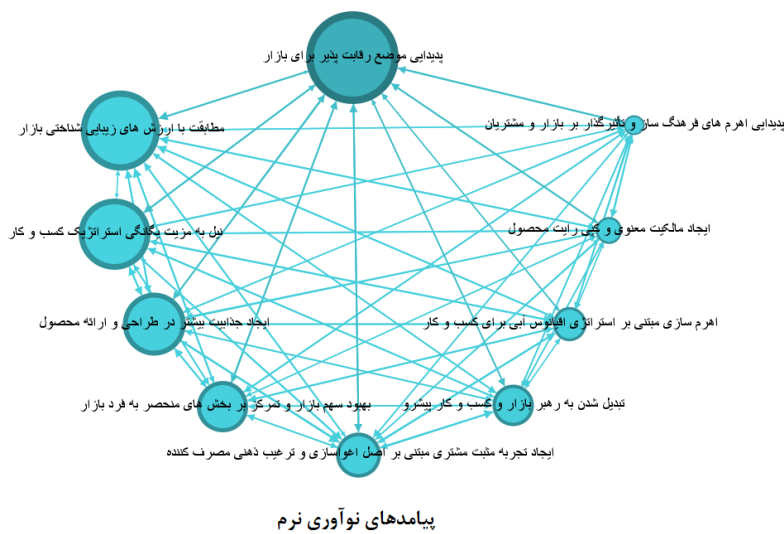 پدیدایی موضع رقابت پذیر برای بازار
پدیدایی اهرم های فرهنگ ساز و تأثیرگذار بر بازار و مشتریان
مطابقت با ارزش های زیبایی شناختی بازار
ایجاد مالکیت معنوی و کپی رایت محصول
نیل به مزیت یگانگی استراتژیک کسب و کار
اهرم سازی مبتنی بر استراتژی اقیانوس آبی برای کسب و کار
ایجاد جذابیت بیشتر در طراحی و ارائه محصول
تبدیل شدن به رهبر بازار و کسب و کار پیشرو
بهبود سهم بازار و تمرکز بر بخش های منحصر به فرد بازار
ایجاد تجربه مثبت مشتری مبتنی بر اصل اغواسازی و ترغیب ذهنی مصرف کننده
پیامدهای نوآوری نرم